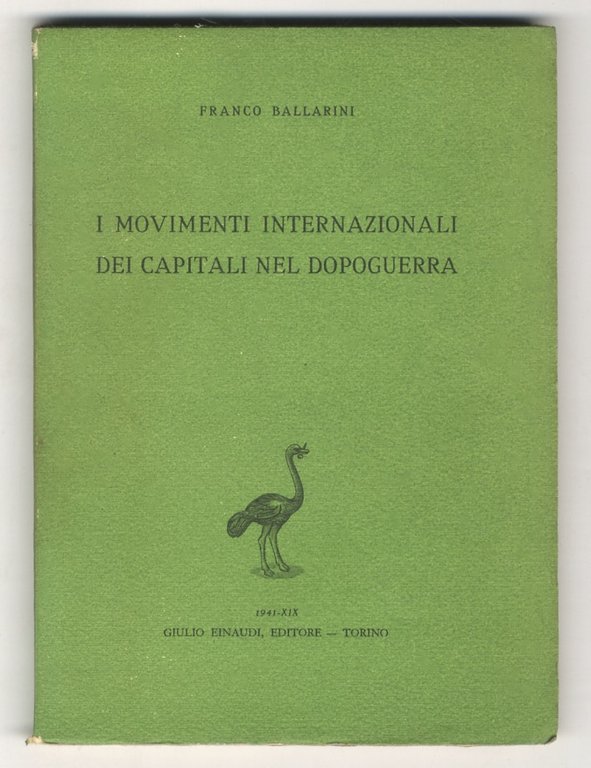 FRANCO BALLARINI
I MOVIMENTI INTERNAZIONALI
DEI CAPITALI NEL DOPOGUERRA
1941-XIX
GIULIO EINAUDI, EDITORE — TORINO